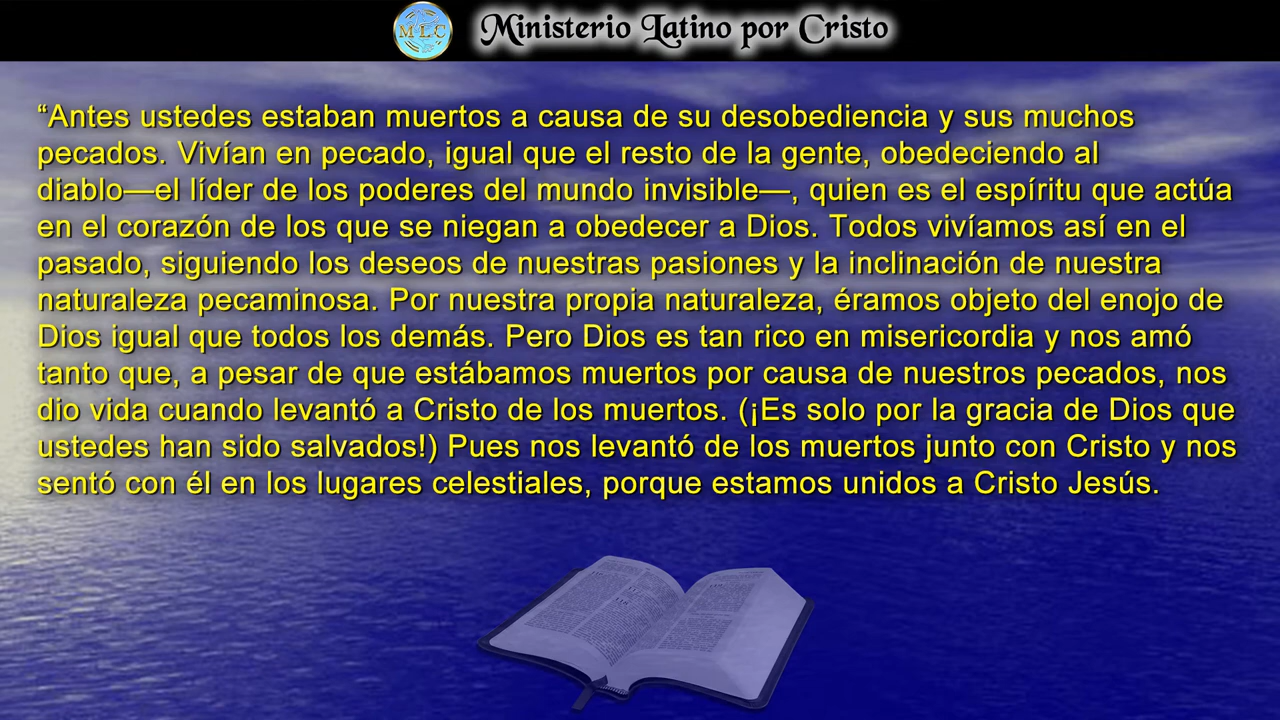 MLC
Ministerio Latino por Cristo
“Antes ustedes estaban muertos a causa de su desobediencia y sus muchos
pecados. Vivían en pecado, igual que el resto de la gente, obedeciendo al
diablo—el líder de los poderes del mundo invisible—, quien es el espíritu que actúa
en el corazón de los que se niegan a obedecer a Dios. Todos vivíamos así en el
pasado, siguiendo los deseos de nuestras pasiones y la inclinación de nuestra
naturaleza pecaminosa. Por nuestra propia naturaleza, éramos objeto del enojo de
Dios igual que todos los demás. Pero Dios es tan rico en misericordia y nos amó
tanto que, a pesar de que estábamos muertos por causa de nuestros pecados, nos
dio vida cuando levantó a Cristo de los muertos. (¡Es solo por la gracia de Dios que
ustedes han sido salvados!) Pues nos levantó de los muertos junto con Cristo y nos
sentó con él en los lugares celestiales, porque estamos unidos a Cristo Jesús.